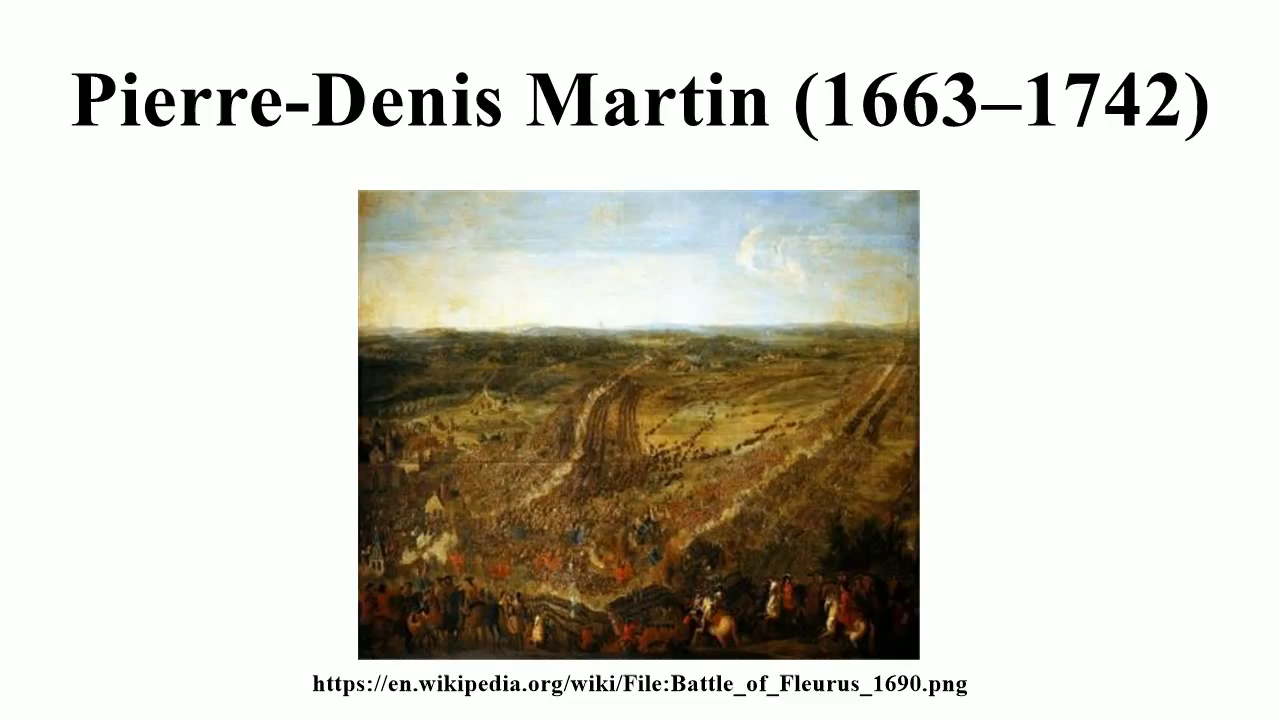 Pierre-Denis Martin (1663–1742)
https://en.wikipedia.org/wiki/File:Battle_of_Fleurus_1690.png